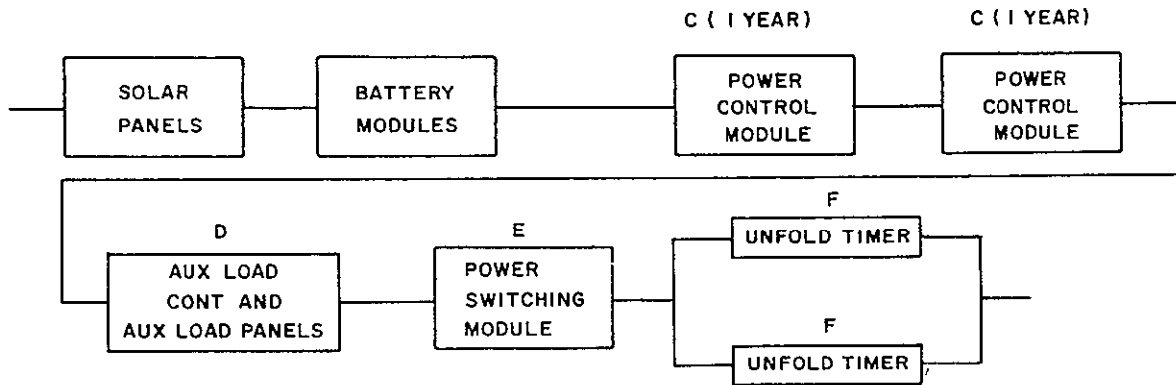 C ( 1 YEAR)
C ( 1 YEAR)
SOLAR
PANELS
BATTERY
MODULES
POWER
CONTROL
MODULE
POWER
CONTROL
MODULE
D
AUX LOAD
CONT AND
AUX LOAD PANELS
E
POWER
SWITCHING
MODULE
F
UNFOLD TIMER
F
UNFOLD TIMER